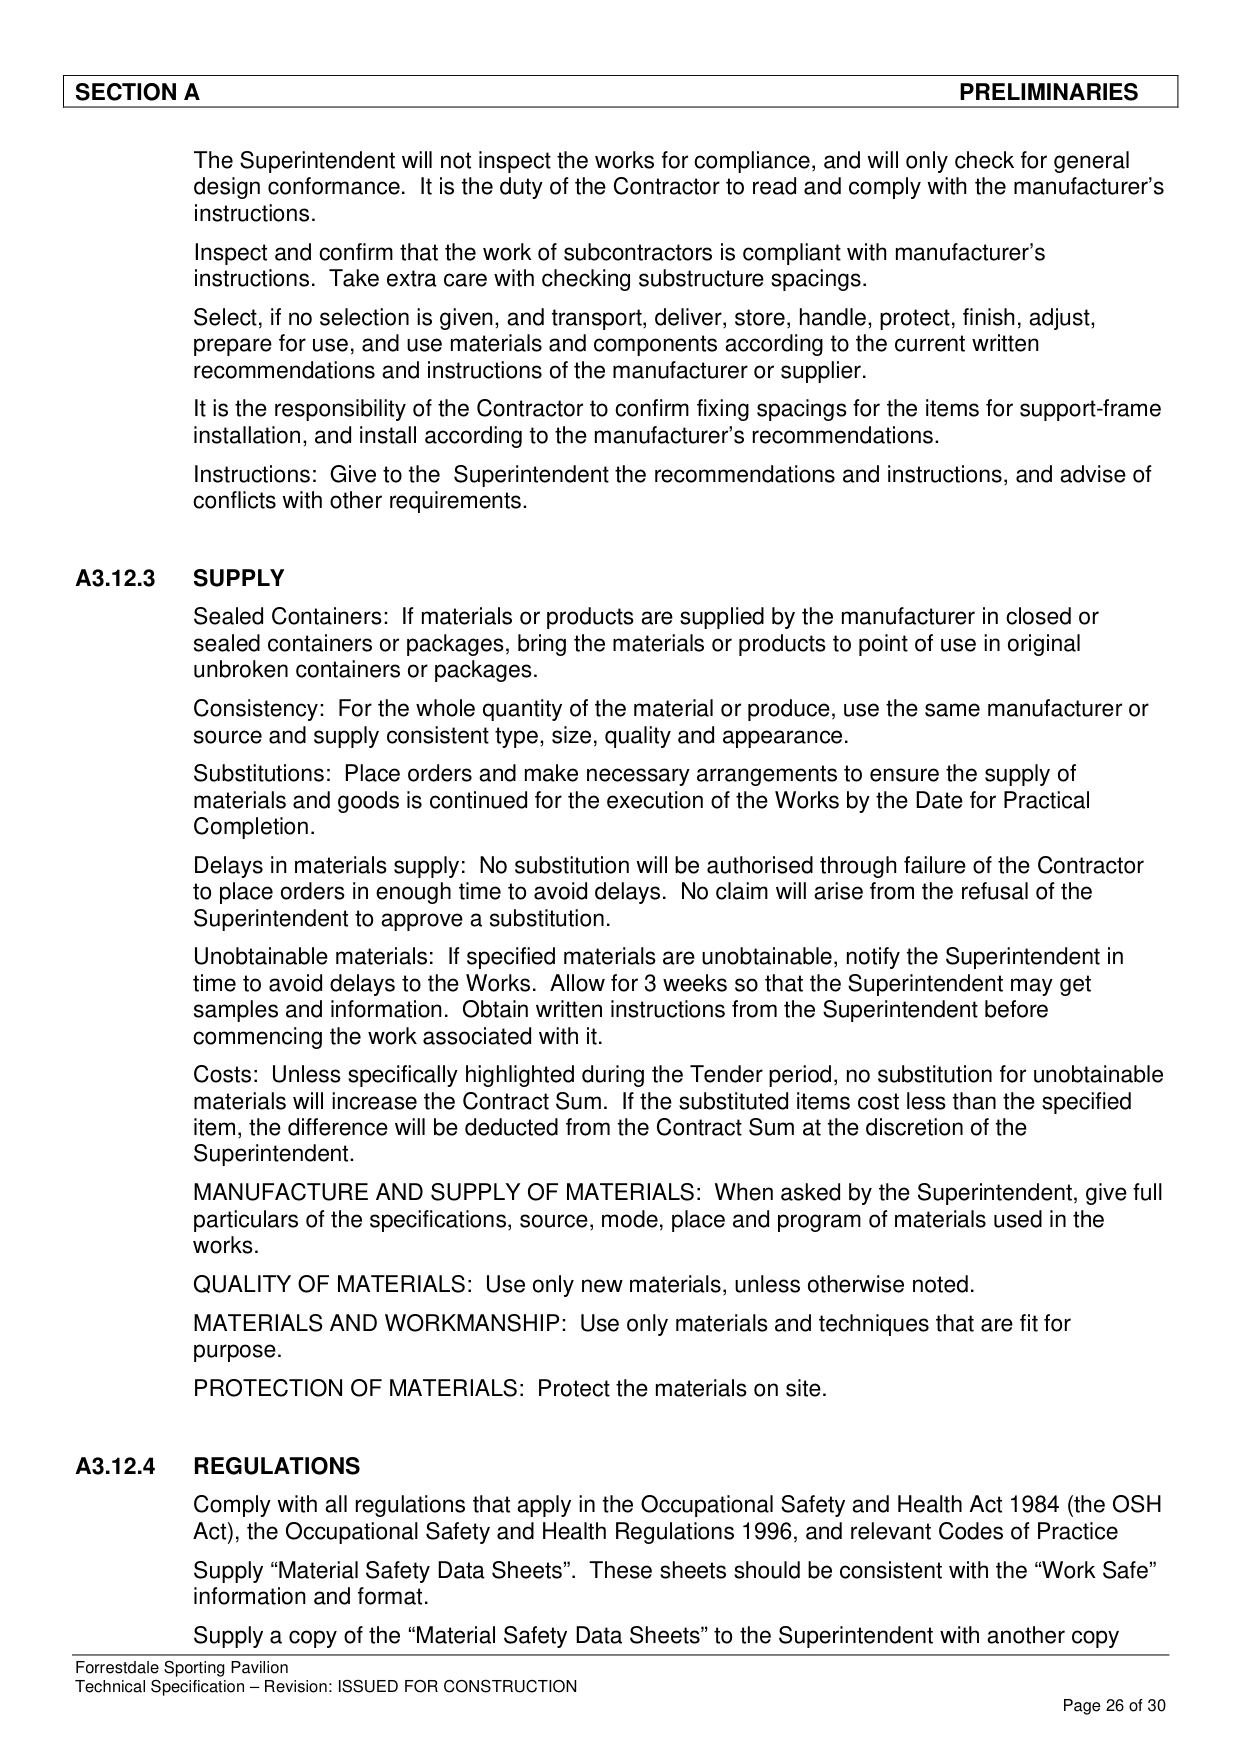 SECTION A PRELIMINARIES
The Superintendent will not inspect the works for compliance, and will only check for general
design conformance.  It is the duty of the Contractor to read and comply with the manufacturer’s
instructions.
Inspect and confirm that the work of subcontractors is compliant with manufacturer’s
instructions.  Take extra care with checking substructure spacings.
Select, if no selection is given, and transport, deliver, store, handle, protect, finish, adjust,
prepare for use, and use materials and components according to the current written
recommendations and instructions of the manufacturer or supplier.
It is the responsibility of the Contractor to confirm fixing spacings for the items for support-frame
installation, and install according to the manufacturer’s recommendations.
Instructions:  Give to the  Superintendent the recommendations and instructions, and advise of
conflicts with other requirements.
A3.12.3 SUPPLY
Sealed Containers:  If materials or products are supplied by the manufacturer in closed or
sealed containers or packages, bring the materials or products to point of use in original
unbroken containers or packages.
Consistency:  For the whole quantity of the material or produce, use the same manufacturer or
source and supply consistent type, size, quality and appearance.
Substitutions:  Place orders and make necessary arrangements to ensure the supply of
materials and goods is continued for the execution of the Works by the Date for Practical
Completion.
Delays in materials supply:  No substitution will be authorised through failure of the Contractor
to place orders in enough time to avoid delays.  No claim will arise from the refusal of the
Superintendent to approve a substitution.
Unobtainable materials:  If specified materials are unobtainable, notify the Superintendent in
time to avoid delays to the Works.  Allow for 3 weeks so that the Superintendent may get
samples and information.  Obtain written instructions from the Superintendent before
commencing the work associated with it.
Costs:  Unless specifically highlighted during the Tender period, no substitution for unobtainable
materials will increase the Contract Sum.  If the substituted items cost less than the specified
item, the difference will be deducted from the Contract Sum at the discretion of the
Superintendent.
MANUFACTURE AND SUPPLY OF MATERIALS:  When asked by the Superintendent, give full
particulars of the specifications, source, mode, place and program of materials used in the
works.
QUALITY OF MATERIALS:  Use only new materials, unless otherwise noted.
MATERIALS AND WORKMANSHIP:  Use only materials and techniques that are fit for
purpose.
PROTECTION OF MATERIALS:  Protect the materials on site.
A3.12.4 REGULATIONS
Comply with all regulations that apply in the Occupational Safety and Health Act 1984 (the OSH
Act), the Occupational Safety and Health Regulations 1996, and relevant Codes of Practice
Supply “Material Safety Data Sheets”.  These sheets should be consistent with the “Work Safe”
information and format.
Supply a copy of the “Material Safety Data Sheets” to the Superintendent with another copy
Forrestdale Sporting Pavilion
Technical Specification – Revision: ISSUED FOR CONSTRUCTION
Page 26 of 30